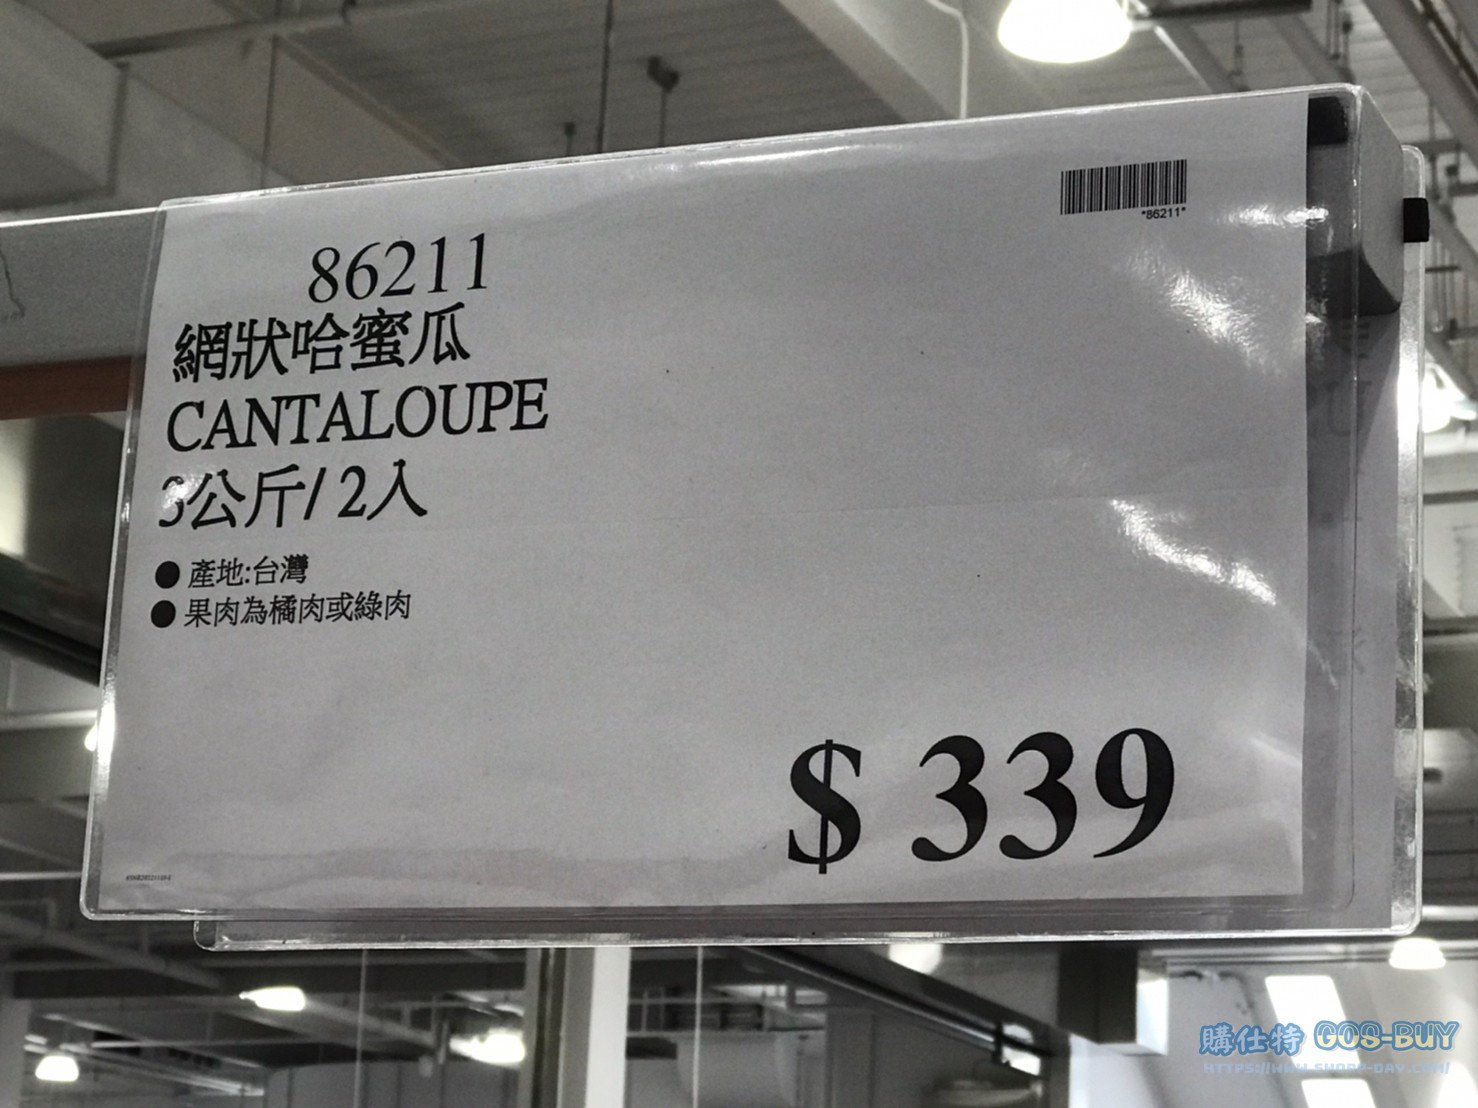 *86211*
86211
網狀哈蜜瓜
CANTALOUPE
3公斤/ 2入
● 產地:台灣
● 果肉為橘肉或綠肉
$ 339
購仕特 COS-BUY